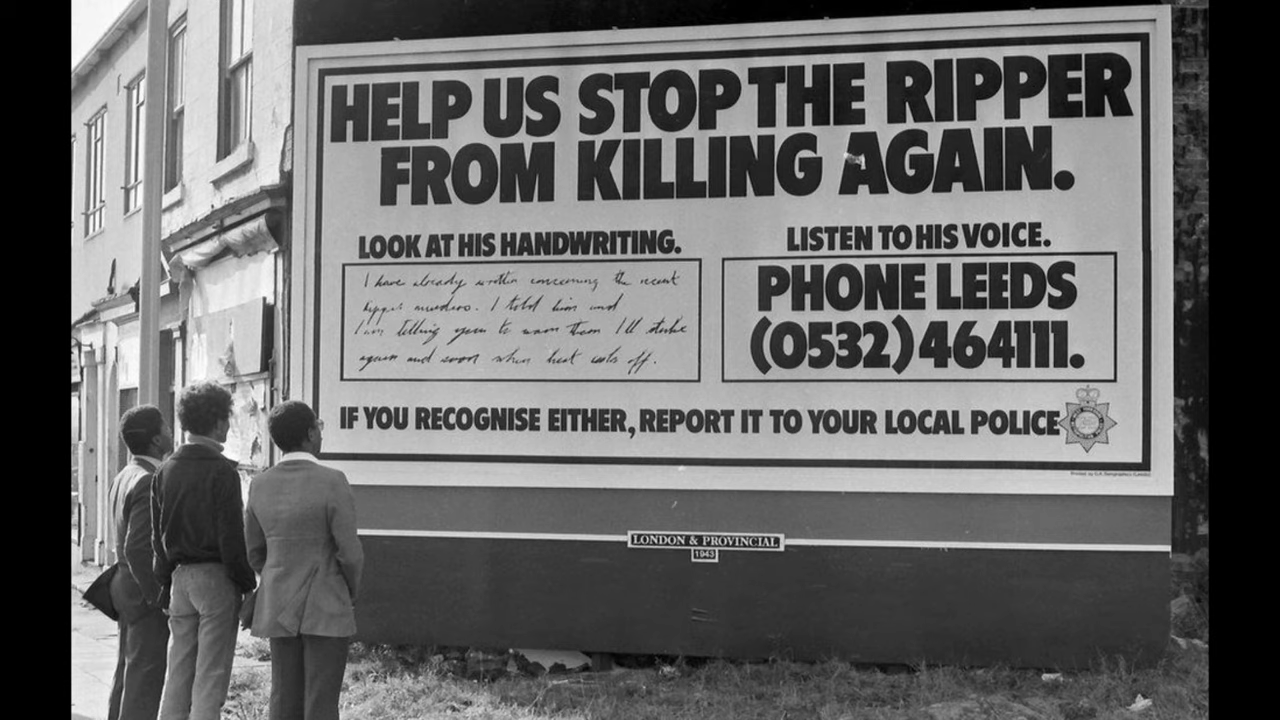 HELP US STOP THE RIPPER
FROM KILLING AGAIN.
LOOK AT HIS HANDWRITING.
I have already written concerning the recent
Ripper murders. I told him and
I am telling you to warn them I'll strike
again and soon when heat cools off.
LISTEN TO HIS VOICE.
PHONE LEEDS
(0532) 464111.
IF YOU RECOGNISE EITHER, REPORT IT TO YOUR LOCAL POLICE
LONDON & PROVINCIAL
1943